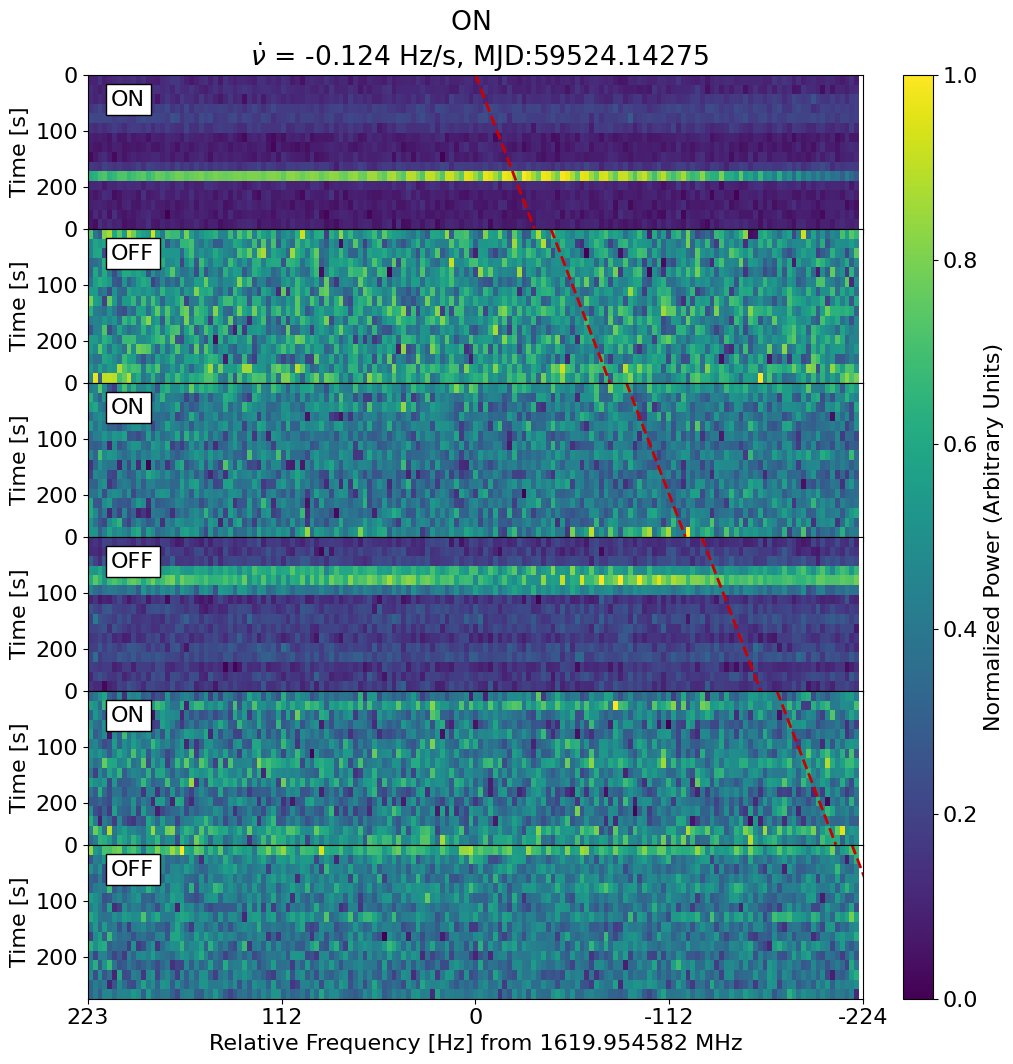 ON
ν̇ = -0.124 Hz/s, MJD:59524.14275
0
ON
100
Time [s]
200
0
OFF
100
Time [s]
200
0
ON
100
Time [s]
200
0
OFF
100
Time [s]
200
0
ON
100
Time [s]
200
0
OFF
100
Time [s]
200
223 112 0 -112 -224
Relative Frequency [Hz] from 1619.954582 MHz
1.0
0.8
0.6
0.4
0.2
0.0
Normalized Power (Arbitrary Units)